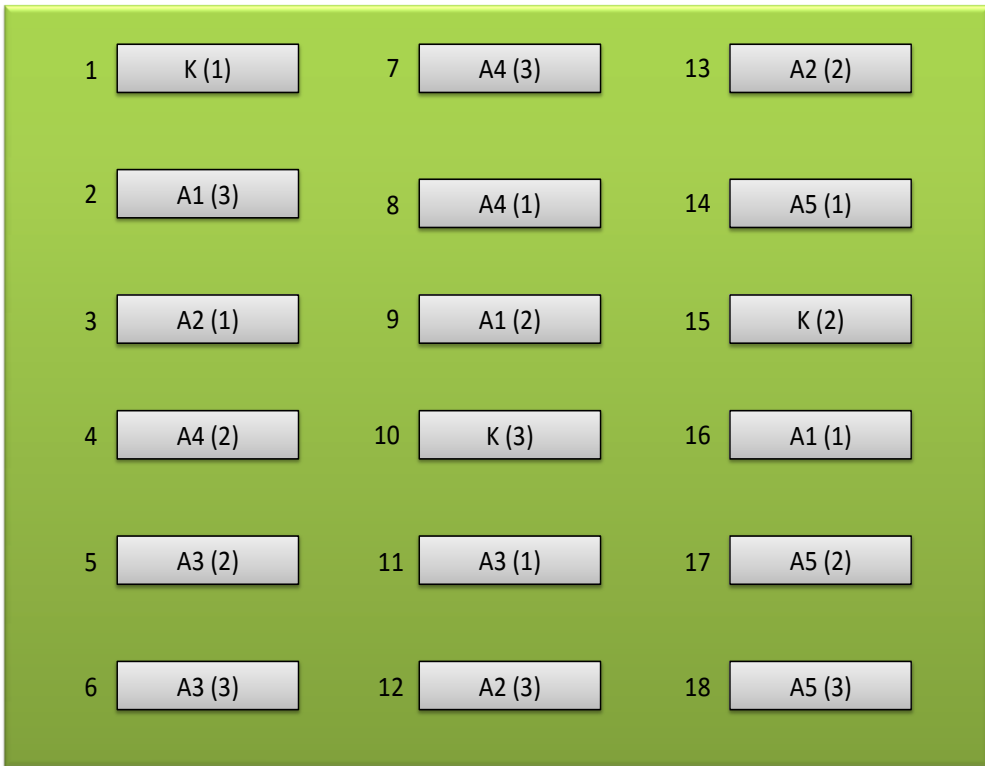 1 K (1) 7 A4 (3) 13 A2 (2)
2 A1 (3) 8 A4 (1) 14 A5 (1)
3 A2 (1) 9 A1 (2) 15 K (2)
4 A4 (2) 10 K (3) 16 A1 (1)
5 A3 (2) 11 A3 (1) 17 A5 (2)
6 A3 (3) 12 A2 (3) 18 A5 (3)